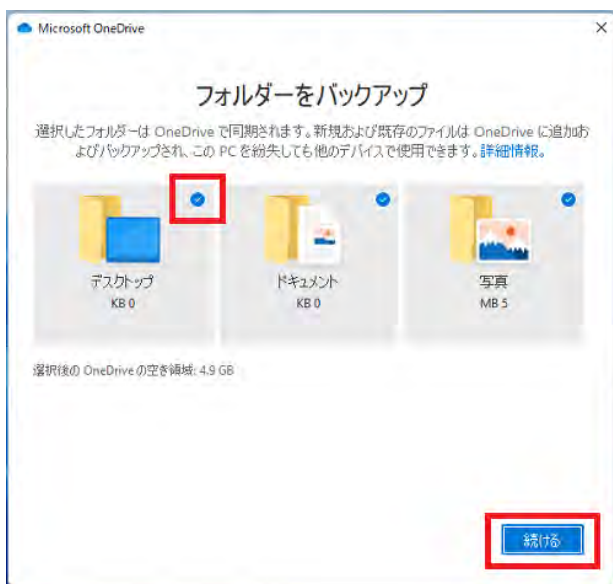 Microsoft OneDrive
フォルダーをバックアップ
選択したフォルダーは OneDrive で同期されます。新規および既存のファイルは OneDrive に追加お
よびバックアップされ、この PC を紛失しても他のデバイスで使用できます。詳細情報。
デスクトップ
KB 0
ドキュメント
KB 0
写真
MB 5
選択後の OneDrive の空き領域: 4.9 GB
続ける